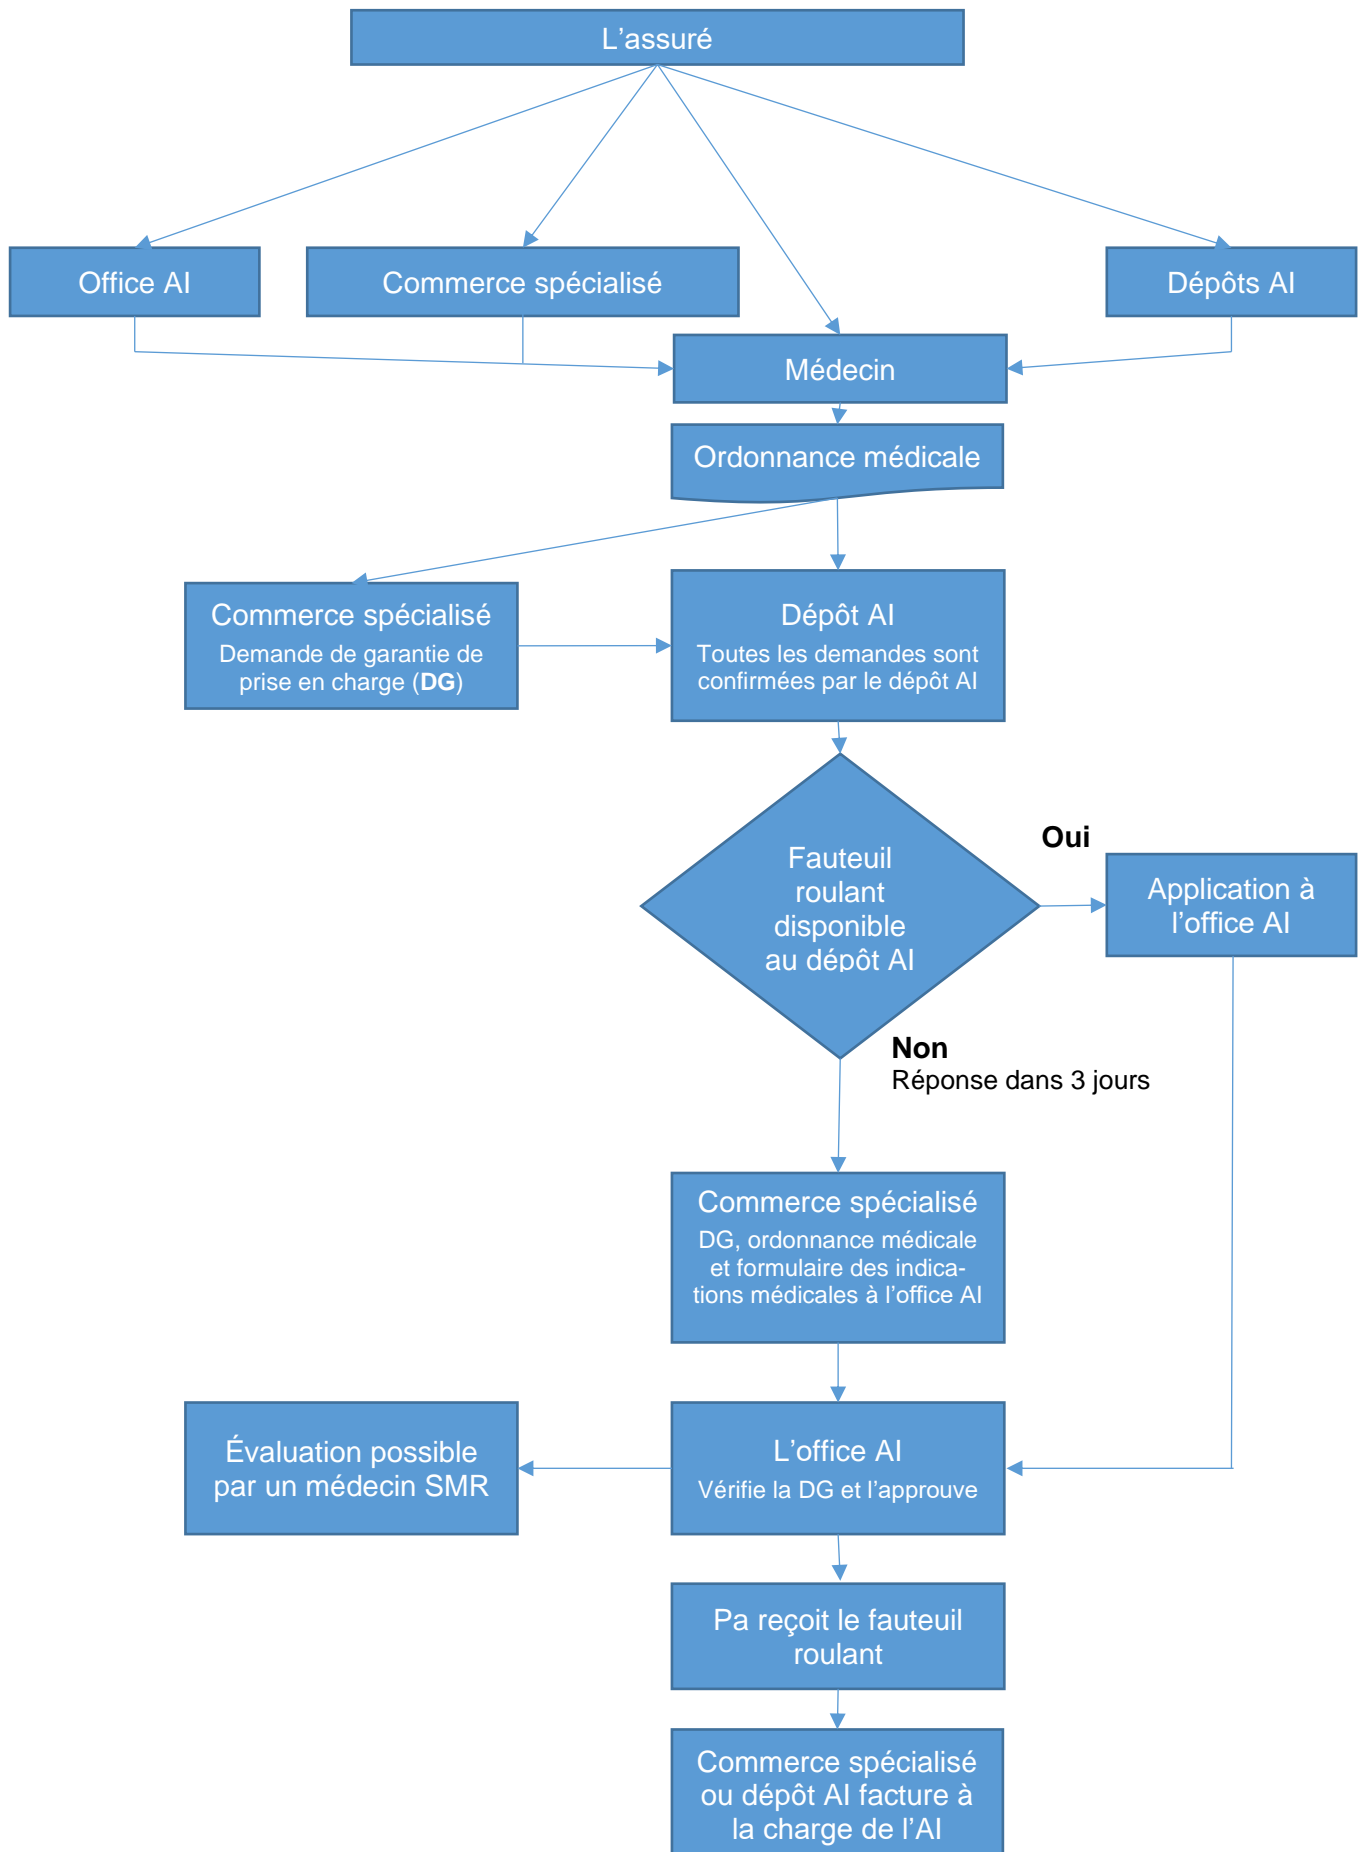 L’assuré
Office AI
Commerce spécialisé
Dépôts AI
Médecin
Ordonnance médicale
Commerce spécialisé
Demande de garantie de
prise en charge (DG)
Dépôt AI
Toutes les demandes sont
confirmées par le dépôt AI
Fauteuil
roulant
disponible
au dépôt AI
Oui
Application à
l’office AI
Non
Réponse dans 3 jours
Commerce spécialisé
DG, ordonnance médicale
et formulaire des indica-
tions médicales à l’office AI
Évaluation possible
par un médecin SMR
L’office AI
Vérifie la DG et l’approuve
Pa reçoit le fauteuil
roulant
Commerce spécialisé
ou dépôt AI facture à
la charge de l’AI